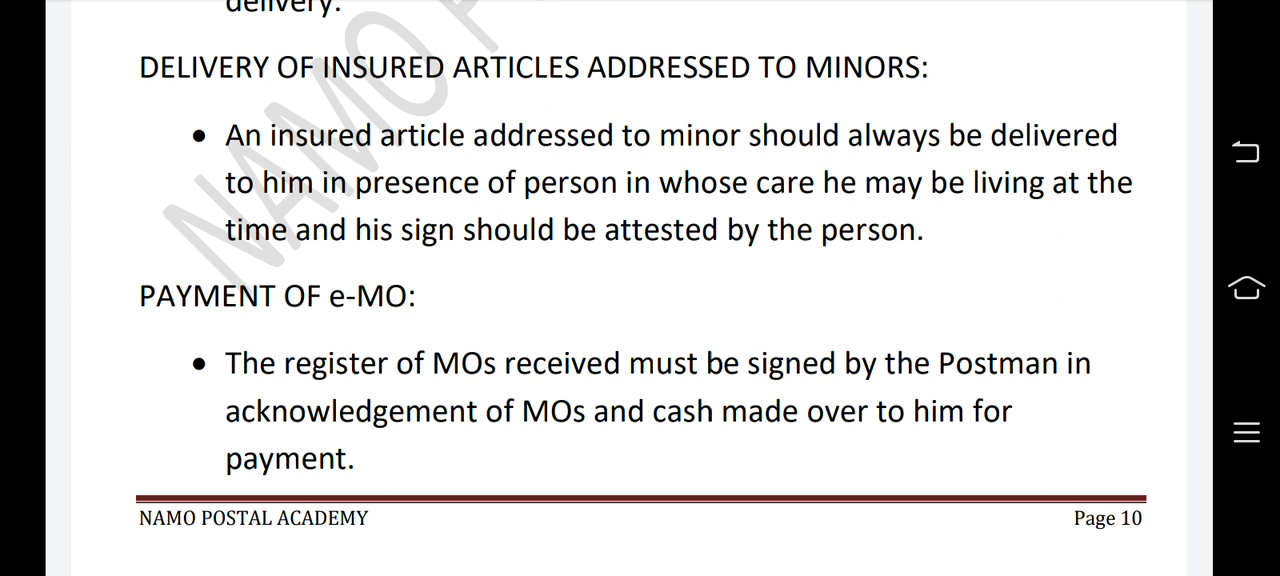 delivery.
DELIVERY OF INSURED ARTICLES ADDRESSED TO MINORS:
• An insured article addressed to minor should always be delivered
to him in presence of person in whose care he may be living at the
time and his sign should be attested by the person.
PAYMENT OF e-MO:
• The register of MOs received must be signed by the Postman in
acknowledgement of MOs and cash made over to him for
payment.
NAMO POSTAL ACADEMY
Page 10
NAMO